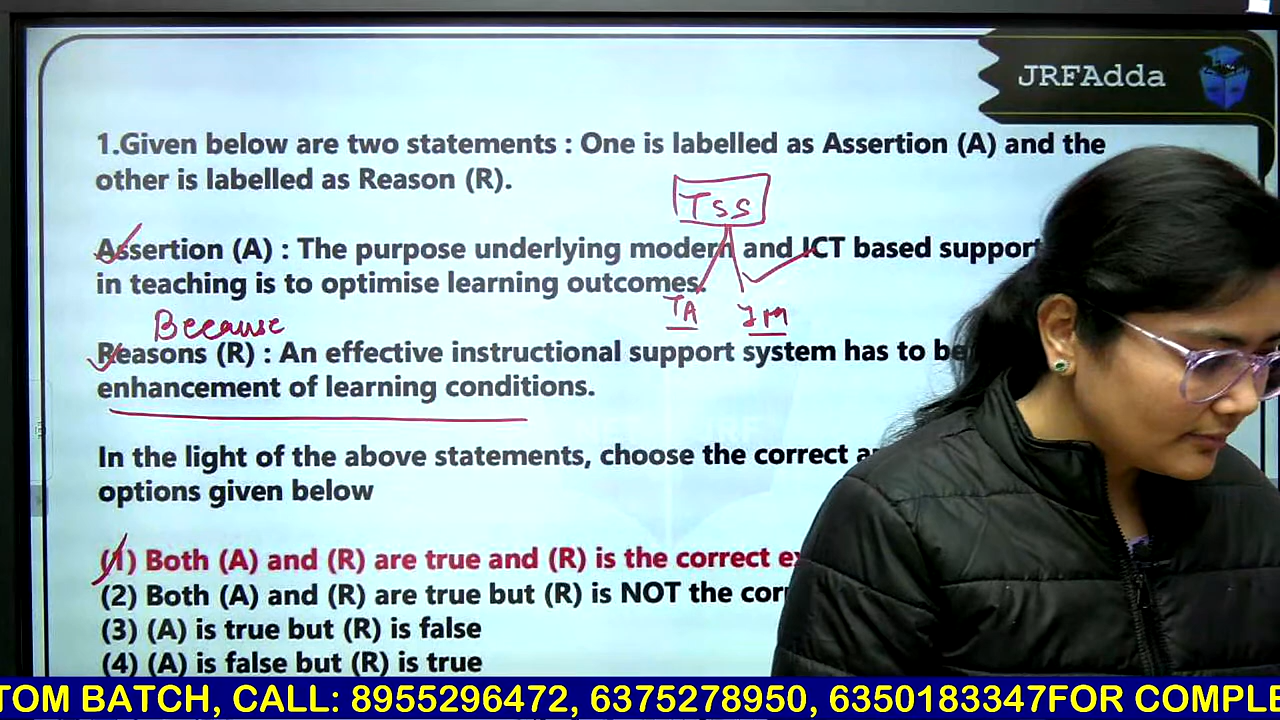 JRFAdda
1.Given below are two statements : One is labelled as Assertion (A) and the
other is labelled as Reason (R).
TSS
Assertion (A) : The purpose underlying modern and ICT based support
in teaching is to optimise learning outcomes.
TA IM
Because
Reasons (R) : An effective instructional support system has to be
enhancement of learning conditions.
In the light of the above statements, choose the correct
options given below
(1) Both (A) and (R) are true and (R) is the correct
(2) Both (A) and (R) are true but (R) is NOT the
(3) (A) is true but (R) is false
(4) (A) is false but (R) is true
TOM BATCH, CALL: 8955296472, 6375278950, 6350183347FOR COMPLE